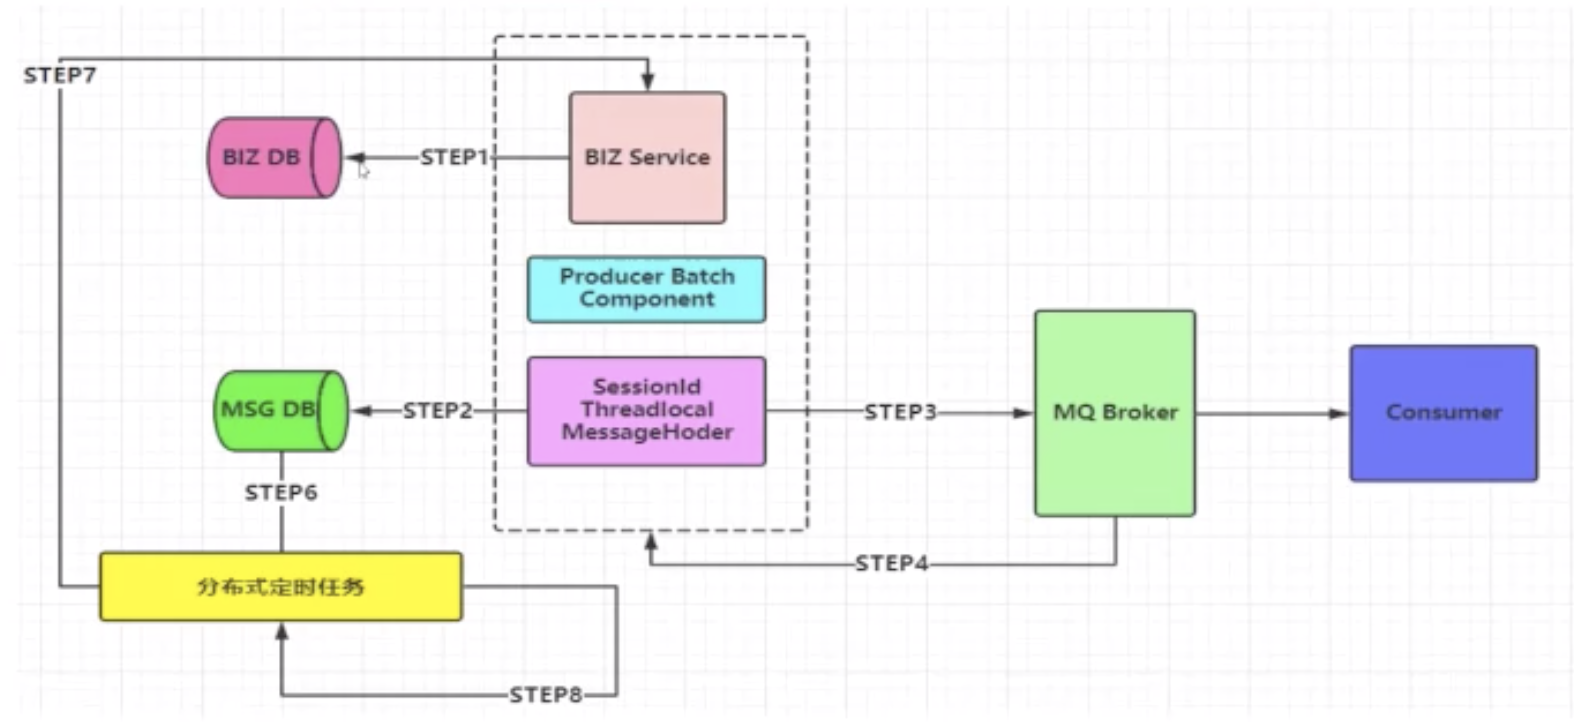 STEP7
BIZ DB
STEP1
BIZ Service
Producer Batch
Component
MSG DB
STEP2
SessionId
Threadlocal
MessageHoder
STEP3
MQ Broker
Consumer
STEP6
STEP4
分布式定时任务
STEP8